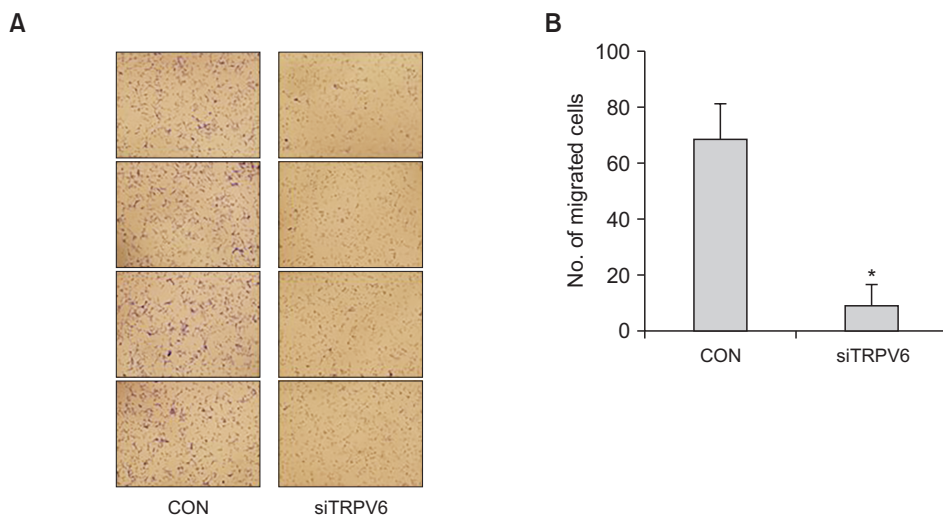 A
CON
siTRPV6
B
No. of migrated cells
100
80
60
40
20
0
*
CON
siTRPV6